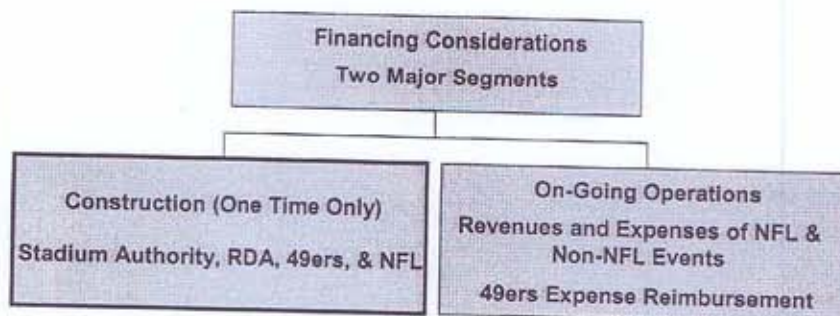 Financing Considerations
Two Major Segments
Construction (One Time Only)
Stadium Authority, RDA, 49ers, & NFL
On-Going Operations
Revenues and Expenses of NFL &
Non-NFL Events
49ers Expense Reimbursement